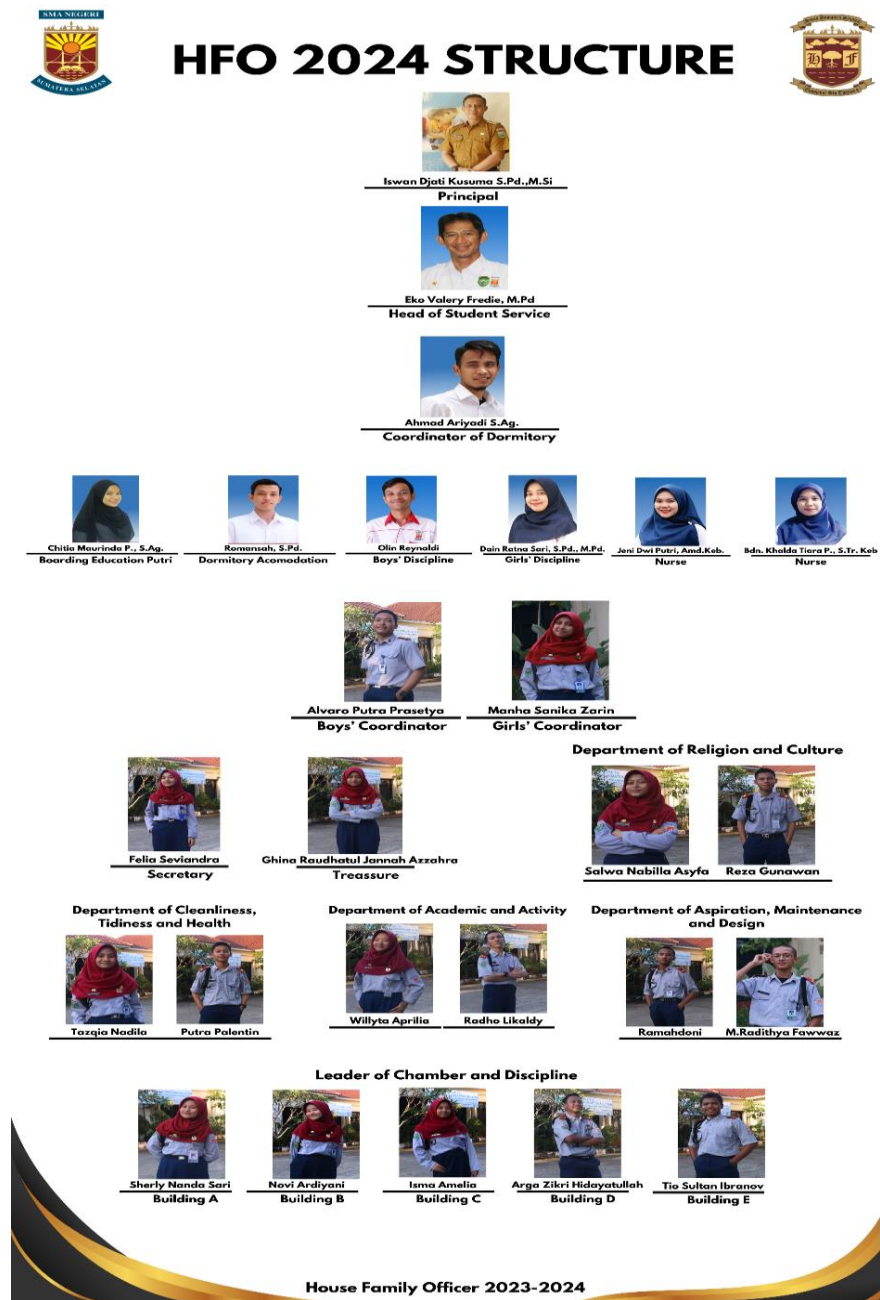 SMA NEGERI
SUMATERA SELATAN
HFO 2024 STRUCTURE
H F
Iswan Djati Kusuma S.Pd.,M.Si
Principal
Eko Valery Fredie, M.Pd
Head of Student Service
Ahmad Ariyadi S.Ag.
Coordinator of Dormitory
Chitia Maurinda P., S.Ag.
Boarding Education Putri
Romansah, S.Pd.
Dormitory Acomodation
Olin Reynaldi
Boys' Discipline
Dain Ratna Sari, S.Pd., M.Pd.
Girls' Discipline
Jeni Dwi Putri, Amd.Keb.
Nurse
Bdn. Khalda Tiara P., S.Tr. Keb
Nurse
Alvaro Putra Prasetya
Boys' Coordinator
Manha Sanika Zarin
Girls' Coordinator
Felia Seviandra
Secretary
Ghina Raudhatul Jannah Azzahra
Treassure
Department of Religion and Culture
Salwa Nabilla Asyfa
Reza Gunawan
Department of Cleanliness,
Tidiness and Health
Tazqia Nadila
Putra Palentin
Department of Academic and Activity
Willyta Aprilia
Radho Likaldy
Department of Aspiration, Maintenance
and Design
Ramahdoni
M.Radithya Fawwaz
Leader of Chamber and Discipline
Sherly Nanda Sari
Building A
Novi Ardiyani
Building B
Isma Amelia
Building C
Arga Zikri Hidayatullah
Building D
Tio Sultan Ibranov
Building E
House Family Officer 2023-2024